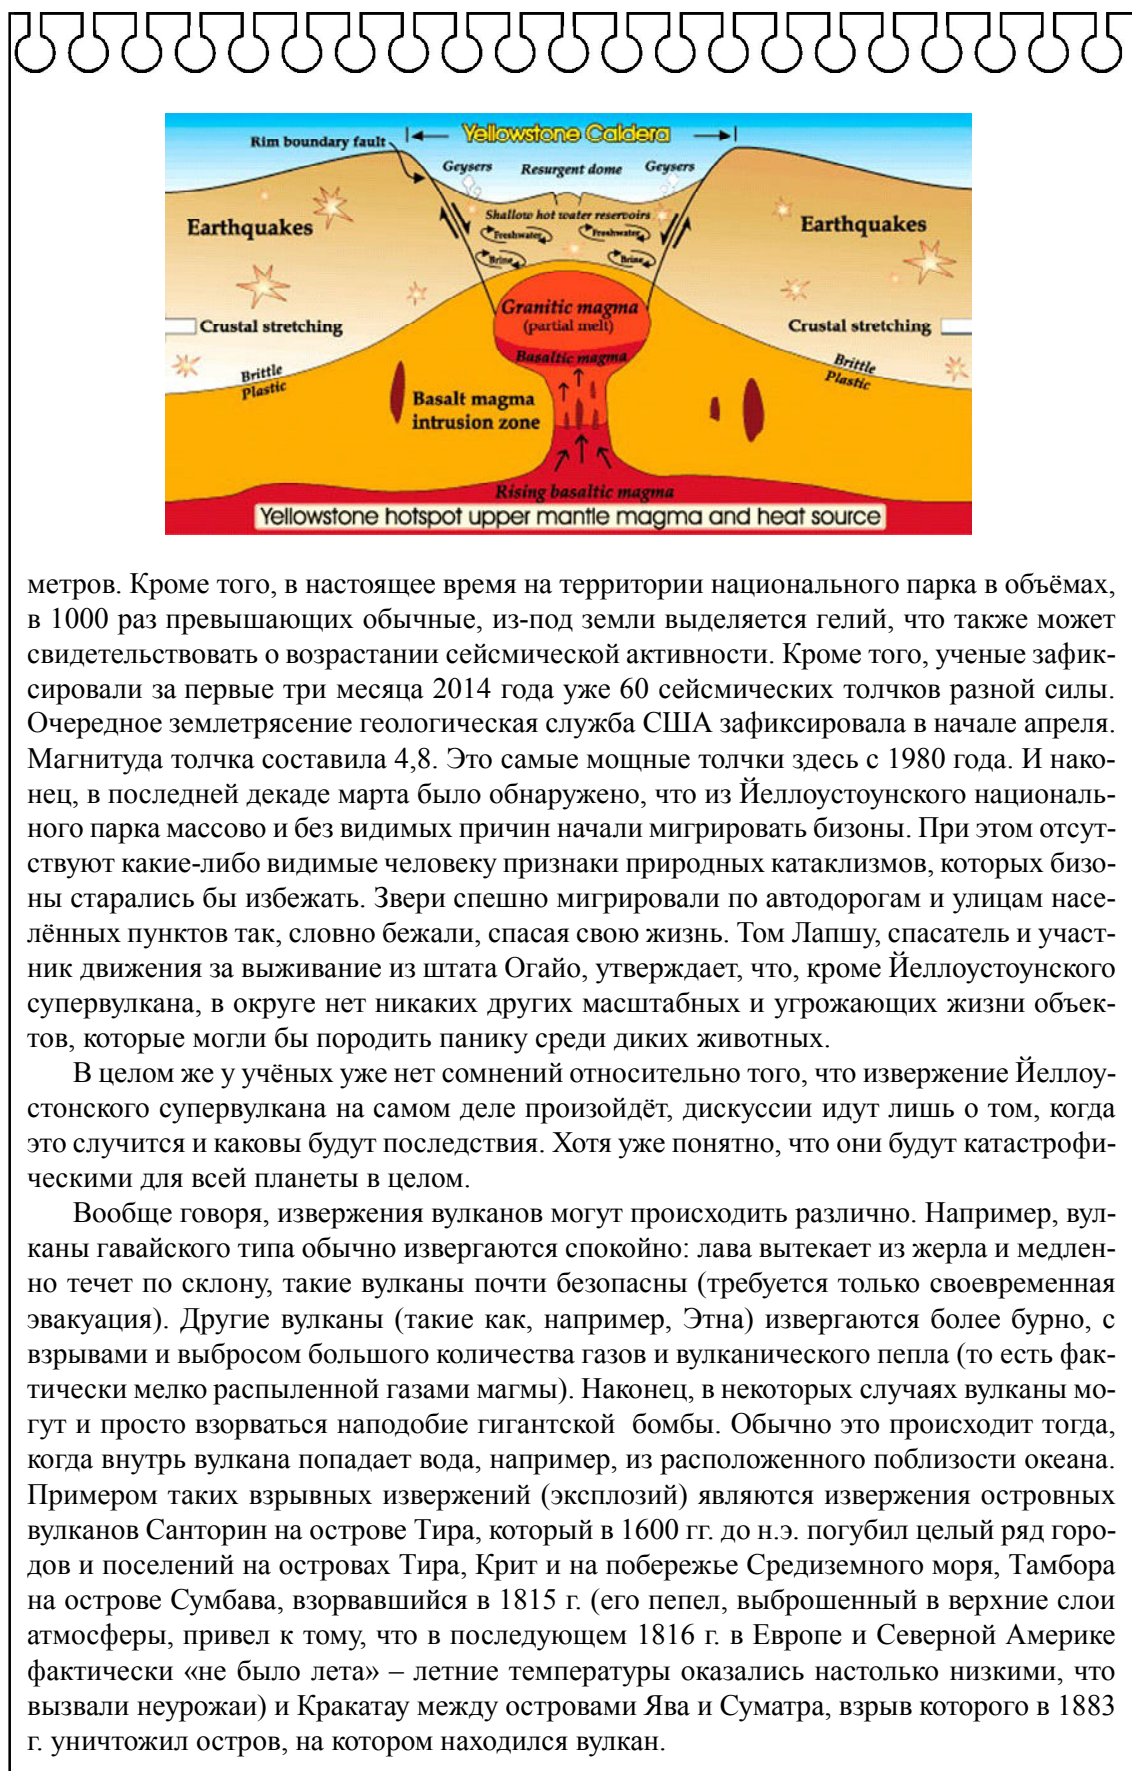 Yellowstone Caldera
Rim boundary fault
Geysers
Resurgent dome
Geysers
Shallow hot water reservoirs
Freshwater
Freshwater
Brine
Brine
Earthquakes
Earthquakes
Granitic magma
(partial melt)
Crustal stretching
Crustal stretching
Basaltic magma
Brittle
Plastic
Brittle
Plastic
Basalt magma
intrusion zone
Rising basaltic magma
Yellowstone hotspot upper mantle magma and heat source
метров. Кроме того, в настоящее время на территории национального парка в объёмах,
в 1000 раз превышающих обычные, из-под земли выделяется гелий, что также может
свидетельствовать о возрастании сейсмической активности. Кроме того, ученые зафик-
сировали за первые три месяца 2014 года уже 60 сейсмических толчков разной силы.
Очередное землетрясение геологическая служба США зафиксировала в начале апреля.
Магнитуда толчка составила 4,8. Это самые мощные толчки здесь с 1980 года. И нако-
нец, в последней декаде марта было обнаружено, что из Йеллоустоунского националь-
ного парка массово и без видимых причин начали мигрировать бизоны. При этом отсут-
ствуют какие-либо видимые человеку признаки природных катаклизмов, которых бизо-
ны старались бы избежать. Звери спешно мигрировали по автодорогам и улицам насе-
лённых пунктов так, словно бежали, спасая свою жизнь. Том Лапшу, спасатель и участ-
ник движения за выживание из штата Огайо, утверждает, что, кроме Йеллоустоунского
супервулкана, в округе нет никаких других масштабных и угрожающих жизни объек-
тов, которые могли бы породить панику среди диких животных.
В целом же у учёных уже нет сомнений относительно того, что извержение Йеллоу-
стонского супервулкана на самом деле произойдёт, дискуссии идут лишь о том, когда
это случится и каковы будут последствия. Хотя уже понятно, что они будут катастрофи-
ческими для всей планеты в целом.
Вообще говоря, извержения вулканов могут происходить различно. Например, вул-
каны гавайского типа обычно извергаются спокойно: лава вытекает из жерла и медлен-
но течет по склону, такие вулканы почти безопасны (требуется только своевременная
эвакуация). Другие вулканы (такие как, например, Этна) извергаются более бурно, с
взрывами и выбросом большого количества газов и вулканического пепла (то есть фак-
тически мелко распыленной газами магмы). Наконец, в некоторых случаях вулканы мо-
гут и просто взорваться наподобие гигантской  бомбы. Обычно это происходит тогда,
когда внутрь вулкана попадает вода, например, из расположенного поблизости океана.
Примером таких взрывных извержений (эксплозий) являются извержения островных
вулканов Санторин на острове Тира, который в 1600 гг. до н.э. погубил целый ряд горо-
дов и поселений на островах Тира, Крит и на побережье Средиземного моря, Тамбора
на острове Сумбава, взорвавшийся в 1815 г. (его пепел, выброшенный в верхние слои
атмосферы, привел к тому, что в последующем 1816 г. в Европе и Северной Америке
фактически «не было лета» – летние температуры оказались настолько низкими, что
вызвали неурожаи) и Кракатау между островами Ява и Суматра, взрыв которого в 1883
г. уничтожил остров, на котором находился вулкан.